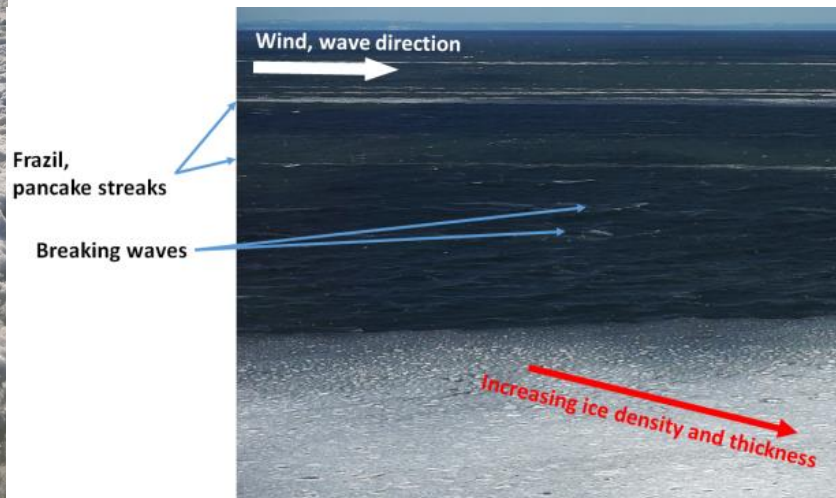 Wind, wave direction
Frazil,
pancake streaks
Breaking waves
Increasing ice density and thickness